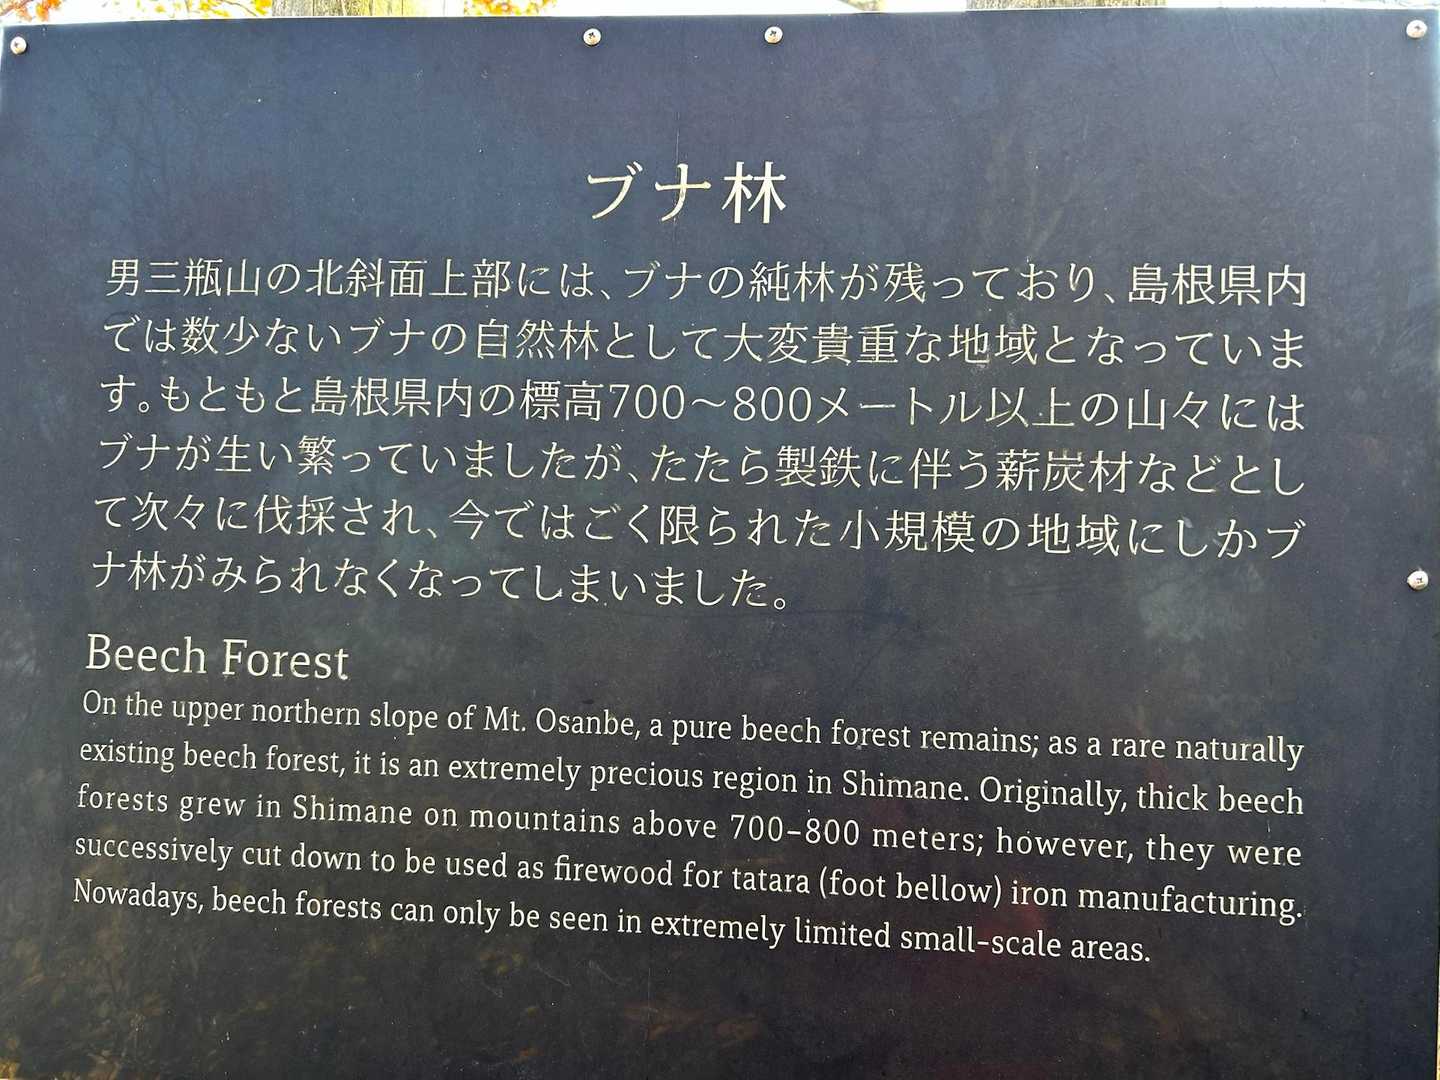 ブナ林
男三瓶山の北斜面上部には、ブナの純林が残っており、島根県内
では数少ないブナの自然林として大変貴重な地域となっていま
す。もともと島根県内の標高700〜800メートル以上の山々には
ブナが生い繁っていましたが、たたら製鉄に伴う薪炭材などとし
て次々に伐採され、今ではごく限られた小規模の地域にしかブ
ナ林がみられなくなってしまいました。
Beech Forest
On the upper northern slope of Mt. Osanbe, a pure beech forest remains; as a rare naturally
existing beech forest, it is an extremely precious region in Shimane. Originally, thick beech
forests grew in Shimane on mountains above 700-800 meters; however, they were
successively cut down to be used as firewood for tatara (foot bellow) iron manufacturing.
Nowadays, beech forests can only be seen in extremely limited small-scale areas.